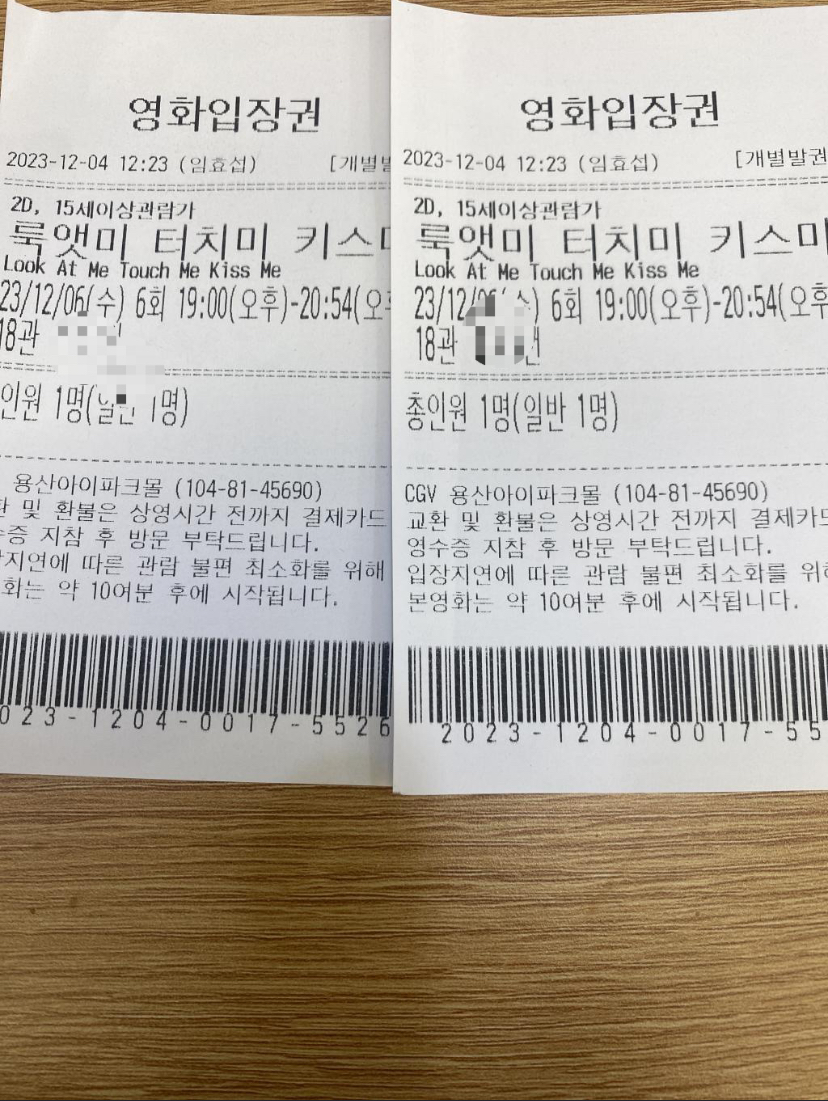 영화입장권
2023-12-04 12:23 (임효섭) [개별발
2D, 15세이상관람가
룩앳미 터치미 키스미
Look At Me Touch Me Kiss Me
23/12/06(수) 6회 19:00(오후)-20:54(오후
18관
인원 1명( 1명)
용산아이파크몰 (104-81-45690)
환 및 환불은 상영시간 전까지 결제카드
수증 지참 후 방문 부탁드립니다.
장지연에 따른 관람 불편 최소화를 위해
화는 약 10여분 후에 시작됩니다.
023-1204-0017-5526
영화입장권
2023-12-04 12:23 (임효섭) [개별발권
2D, 15세이상관람가
룩앳미 터치미 키스미
Look At Me Touch Me Kiss Me
23/12/ 6회 19:00(오후)-20:54(오후
18관
총인원 1명(일반 1명)
CGV 용산아이파크몰 (104-81-45690)
교환 및 환불은 상영시간 전까지 결제카드
영수증 지참 후 방문 부탁드립니다.
입장지연에 따른 관람 불편 최소화를 위해
본영화는 약 10여분 후에 시작됩니다.
2023-1204-0017-55